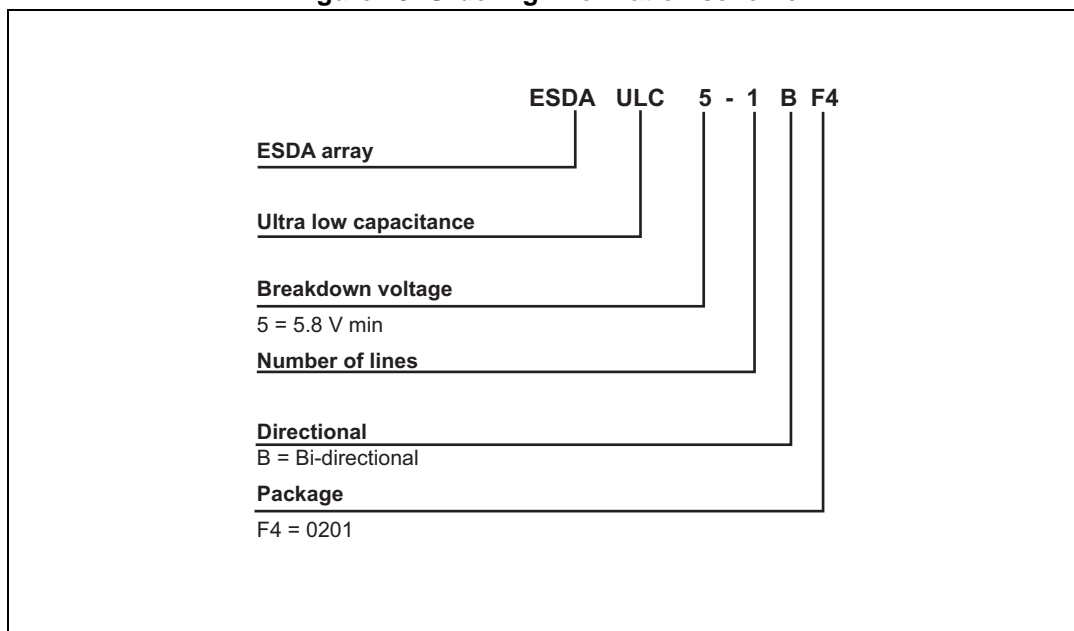 ESDA ULC 5 - 1 B F4
ESDA array
Ultra low capacitance
Breakdown voltage
5 = 5.8 V min
Number of lines
Directional
B = Bi-directional
Package
F4 = 0201